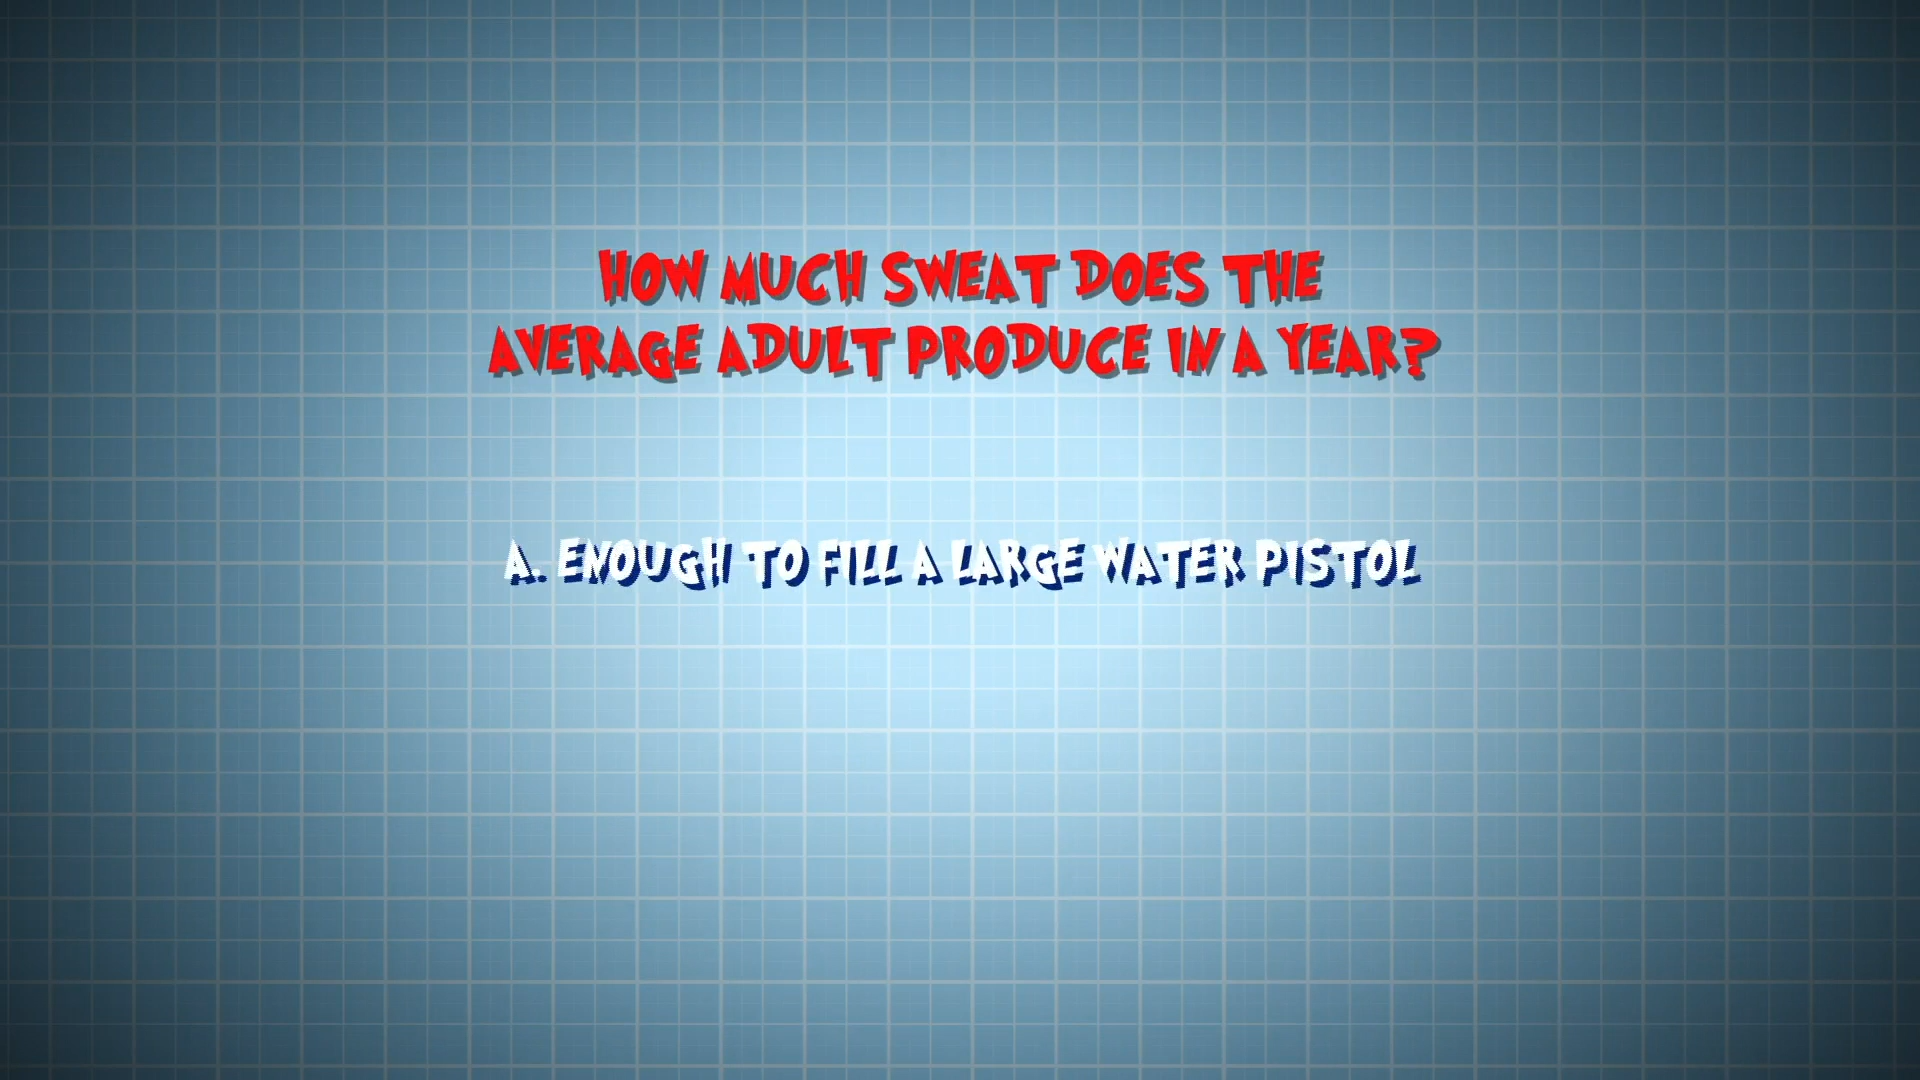 HOW MUCH SWEAT DOES THE
AVERAGE ADULT PRODUCE IN A YEAR?
A. ENOUGH TO FILL A LARGE WATER PISTOL